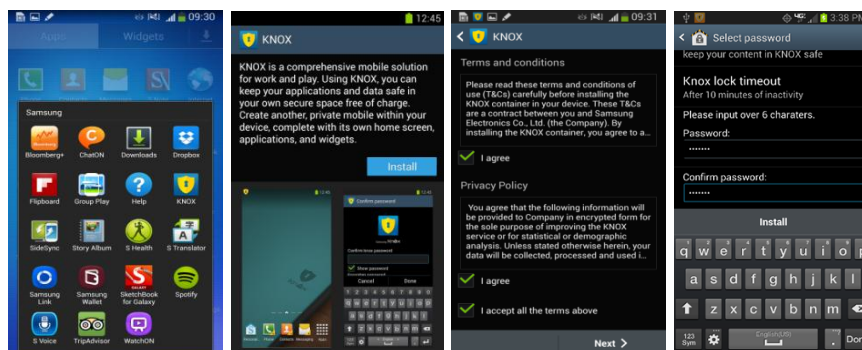 09:30
Apps
Widgets
Samsung
Bloomberg+
ChatON
Downloads
Dropbox
Flipboard
Group Play
Help
KNOX
SideSync
Story Album
S Health
S Translator
Samsung
Link
Samsung
Wallet
SketchBook
for Galaxy
Spotify
S Voice
TripAdvisor
WatchON
12:45
KNOX
KNOX is a comprehensive mobile solution
for work and play. Using KNOX, you can
keep your applications and data safe in
your own secure space free of charge.
Create another, private mobile within your
device, complete with its own home screen,
applications, and widgets.
Install
12:45
Confirm password
Show password
Cancel
Done
09:31
KNOX
Terms and conditions
Please read these terms and conditions of
use (T&Cs) carefully before installing the
KNOX container in your device. These T&Cs
are a contract between you and Samsung
Electronics Co., Ltd. (the Company). By
installing the KNOX container, you agree to a...
I agree
Privacy Policy
You agree that the following information will
be provided to Company in encrypted form for
the sole purpose of improving the KNOX
service or for statistical or demographic
analysis. Unless stated otherwise herein, your
data will be collected, processed and used i...
I agree
I accept all the terms above
Next >
3:38 PM
Select password
keep your content in KNOX safe
Knox lock timeout
After 10 minutes of inactivity
Please input over 6 charaters.
Password:
•••••••
Confirm password:
•••••••
Install
q w e r t y u i o p
a s d f g h j k l
z x c v b n m
123
Sym
English(US)
.
Don